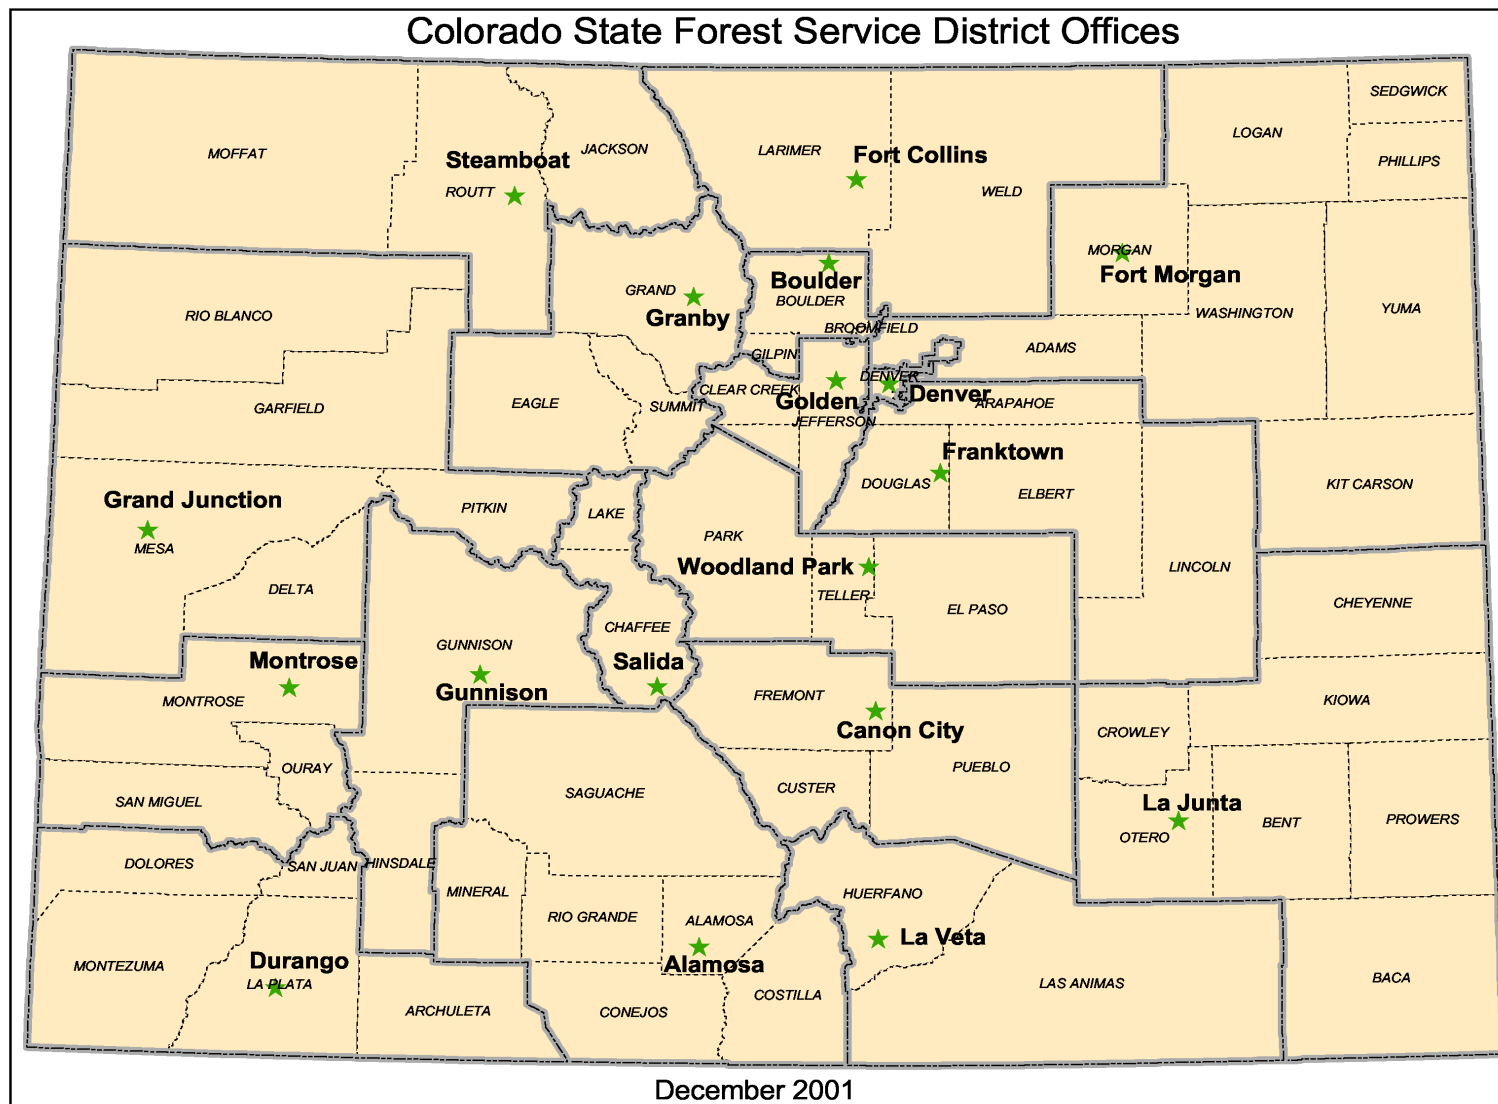 Colorado State Forest Service District Offices
SEDGWICK
LOGAN
MOFFAT
JACKSON
LARIMER
Fort Collins
Steamboat
PHILLIPS
ROUTT
WELD
MORGAN
Fort Morgan
Boulder
BOULDER
GRAND
Granby
RIO BLANCO
WASHINGTON
YUMA
BROOMFIELD
ADAMS
GILPIN
DENVER
CLEAR CREEK
Denver
Golden
ARAPAHOE
EAGLE
SUMMIT
GARFIELD
JEFFERSON
Franktown
DOUGLAS
ELBERT
KIT CARSON
Grand Junction
PITKIN
LAKE
MESA
PARK
Woodland Park
LINCOLN
DELTA
TELLER
EL PASO
CHEYENNE
CHAFFEE
GUNNISON
Montrose
Salida
Gunnison
MONTROSE
FREMONT
KIOWA
Canon City
CROWLEY
OURAY
PUEBLO
CUSTER
SAGUACHE
SAN MIGUEL
La Junta
OTERO
BENT
PROWERS
DOLORES
SAN JUAN
HINSDALE
MINERAL
HUERFANO
RIO GRANDE
ALAMOSA
La Veta
Durango
Alamosa
MONTEZUMA
LA PLATA
LAS ANIMAS
BACA
COSTILLA
ARCHULETA
CONEJOS
December 2001